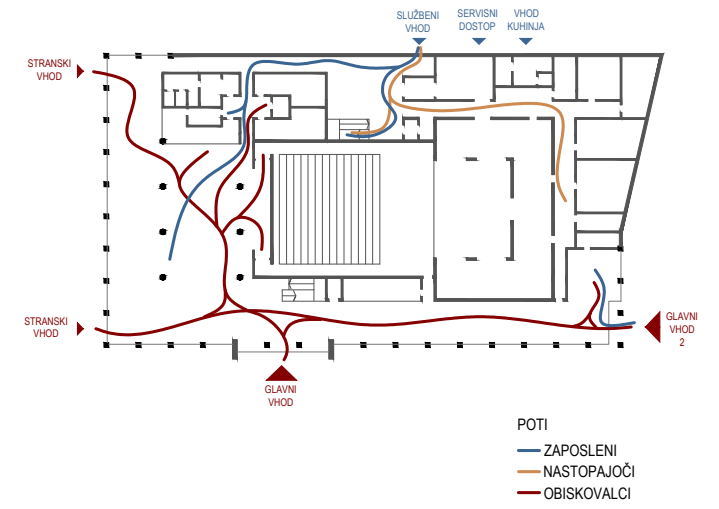 SLUŽBENI
VHOD
SERVISNI
DOSTOP
VHOD
KUHINJA
STRANSKI
VHOD
STRANSKI
VHOD
GLAVNI
VHOD
GLAVNI
VHOD
2
POTI
ZAPOSLENI
NASTOPAJOČI
OBISKOVALCI